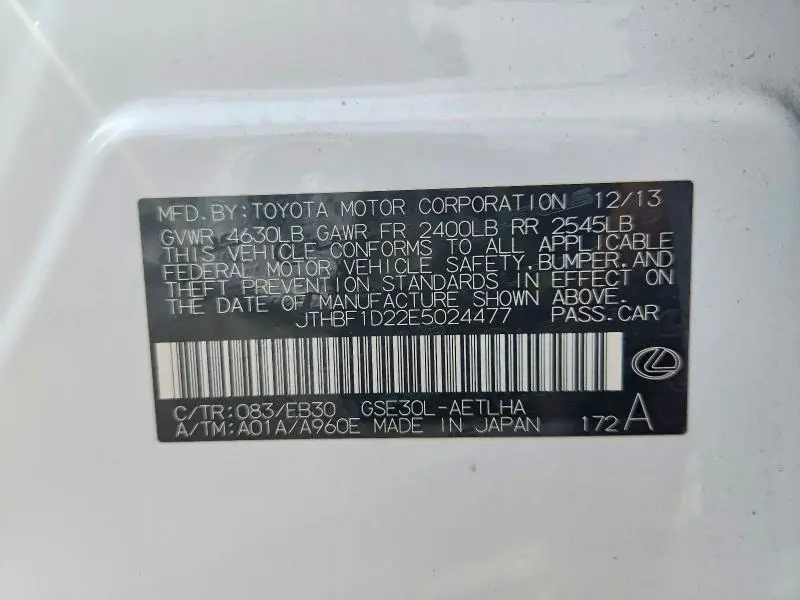 MFD. BY: TOYOTA MOTOR CORPORATION 12/13
GVWR 4630LB GAWR FR 2400LB RR 2545LB
THIS VEHICLE CONFORMS TO ALL APPLICABLE
FEDERAL MOTOR VEHICLE SAFETY, BUMPER, AND
THEFT PREVENTION STANDARDS IN EFFECT ON
THE DATE OF MANUFACTURE SHOWN ABOVE.
JTHBF1D22E5024477 PASS.CAR
C/TR: 083/EB30 GSE30L-AETLHA
A/TM: A01A/A960E MADE IN JAPAN 172A